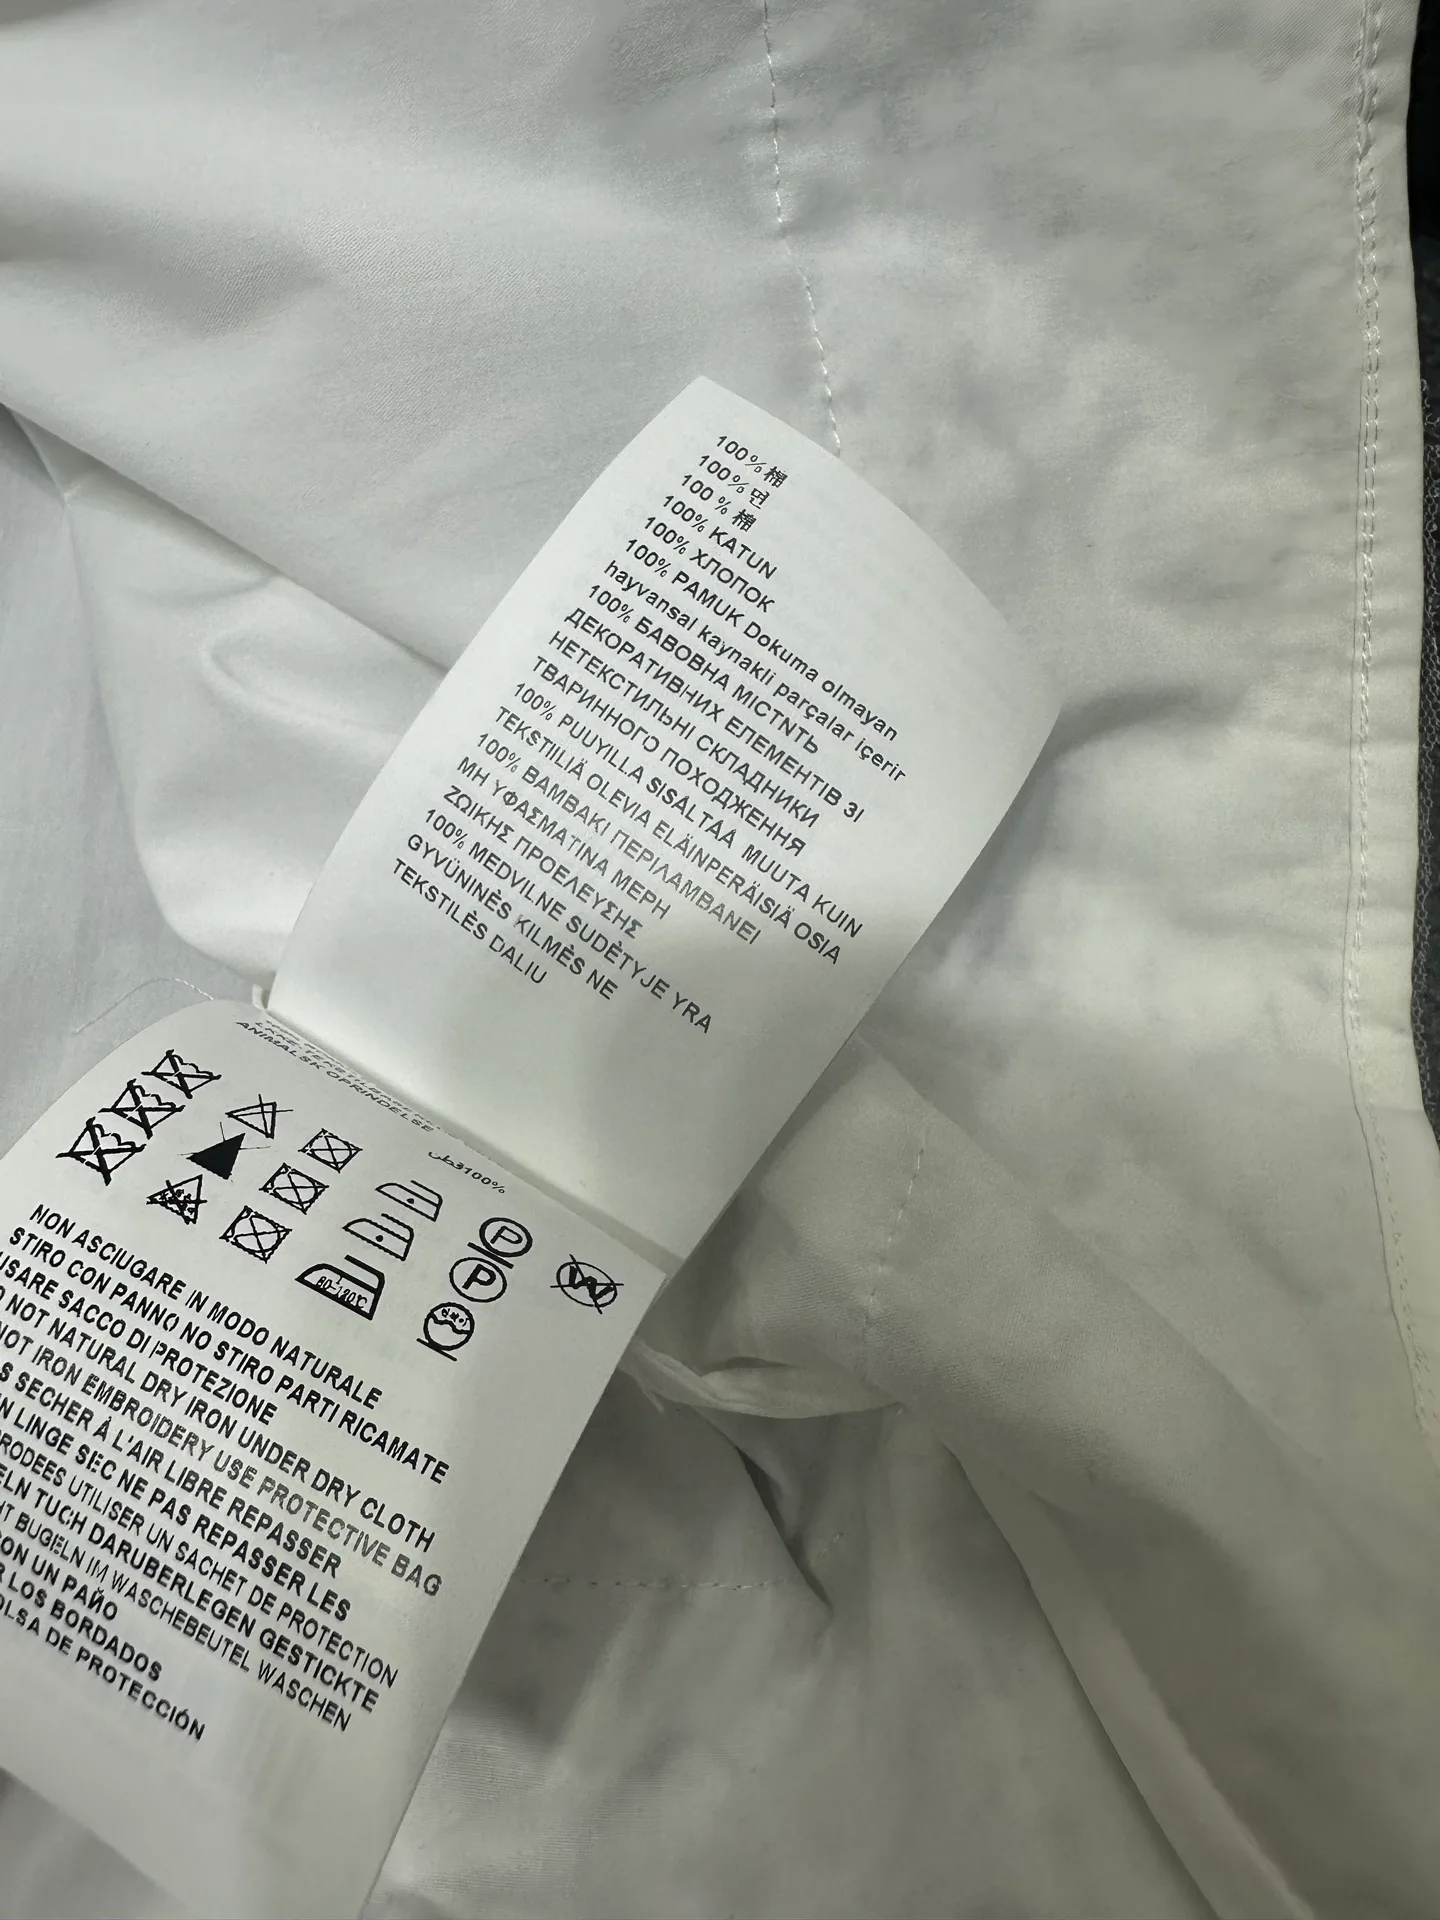 100%棉
100%면
100%棉
100% KATUN
100% ХЛОПОК
100% PAMUK Dokuma olmayan
hayvansal kaynakli parçalar içerir
100% БАВОВНА МІСТNТЬ
ДЕКОРАТИВНИХ ЕЛЕМЕНТІВ ЗІ
НЕТЕКСТИЛЬНІ СКЛАДНИКИ
ТВАРИННОГО ПОХОДЖЕННЯ
100% PUUYILLA SISALTAA MUUTA KUIN
TEKSTIILIÄ OLEVIA ELÄINPERÄISIÄ OSIA
100% BAMBAKI ΠΕΡΙΛΑΜΒΑΝΕΙ
ΜΗ ΥΦΑΣΜΑΤΙΝΑ ΜΕΡΗ
ΖΩΙΚΗΣ ΠΡΟΕΛΕΥΣΗΣ
100% MEDVILNE SUDĖTYJE YRA
GYVŪNINĖS KILMĖS NE
TEKSTILĖS DALIU
ANIMALSK OPRINDELSE
100%
P
P
W
80-120℃
NON ASCIUGARE IN MODO NATURALE
STIRO CON PANNO NO STIRO PARTI RICAMATE
USARE SACCO DI PROTEZIONE
NOT NATURAL DRY IRON UNDER DRY CLOTH
NOT IRON EMBROIDERY USE PROTECTIVE BAG
SECHER À L'AIR LIBRE REPASSER
LINGE SEC NE PAS REPASSER LES
UTILISER UN SACHET DE PROTECTION
TUCH DARUBERLEGEN GESTICKTE
BUGELN IM WASCHEBEUTEL WASCHEN
CON UN PAÑO
LOS BORDADOS
DE PROTECCIÓN